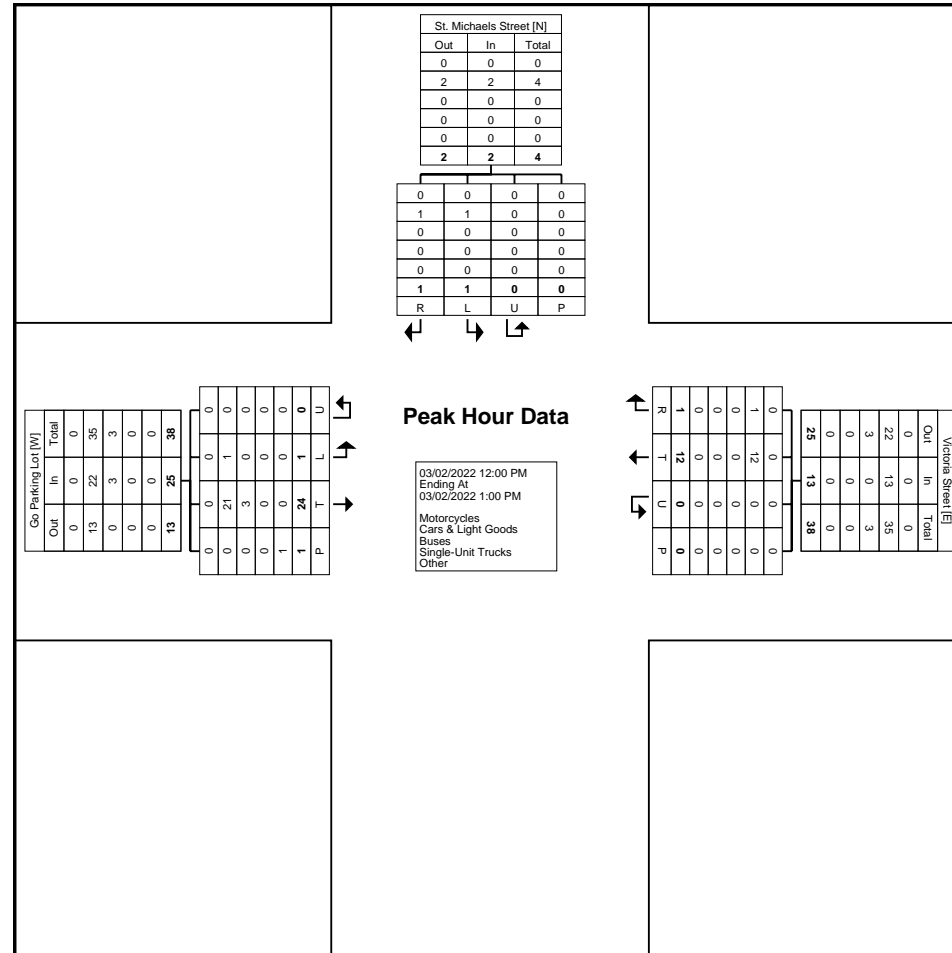 St. Michaels Street [N]
Out In Total
0 0 0
2 2 4
0 0 0
0 0 0
0 0 0
2 2 4
0 0 0 0
1 1 0 0
0 0 0 0
0 0 0 0
0 0 0 0
1 1 0 0
R L U P
Go Parking Lot [W]
Out In Total
0 0 0
13 22 35
0 3 3
0 0 0
0 0 0
13 25 38
0 0 0 0
0 21 1 0
0 3 0 0
0 0 0 0
1 0 0 0
1 24 1 0
P T L U
Peak Hour Data
03/02/2022 12:00 PM
Ending At
03/02/2022 1:00 PM
Motorcycles
Cars & Light Goods
Buses
Single-Unit Trucks
Other
Victoria Street [E]
Out In Total
0 0 0
22 13 35
3 0 3
0 0 0
0 0 0
25 13 38
0 0 0 0
1 12 0 0
0 0 0 0
0 0 0 0
0 0 0 0
1 12 0 0
R T U P